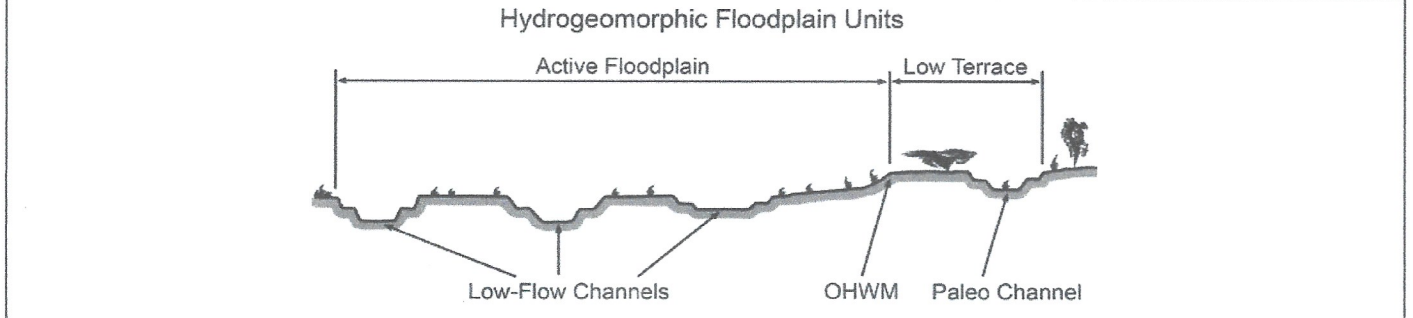 Hydrogeomorphic Floodplain Units
Active Floodplain
Low Terrace
Low-Flow Channels
OHWM
Paleo Channel